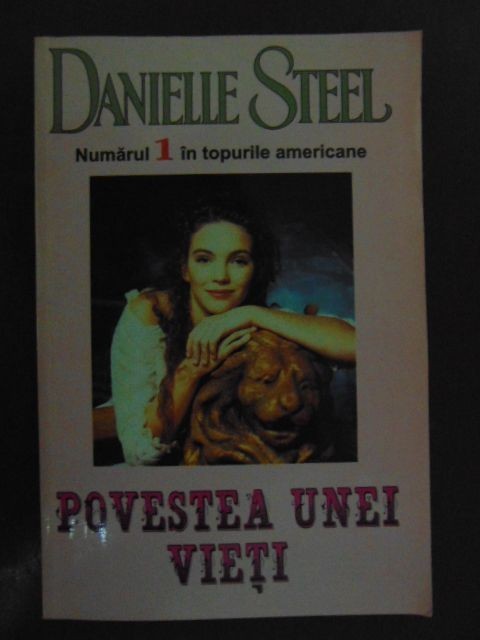 DANIELLE STEEL
Numărul 1 în topurile americane
POVESTEA UNEI
VIEȚI